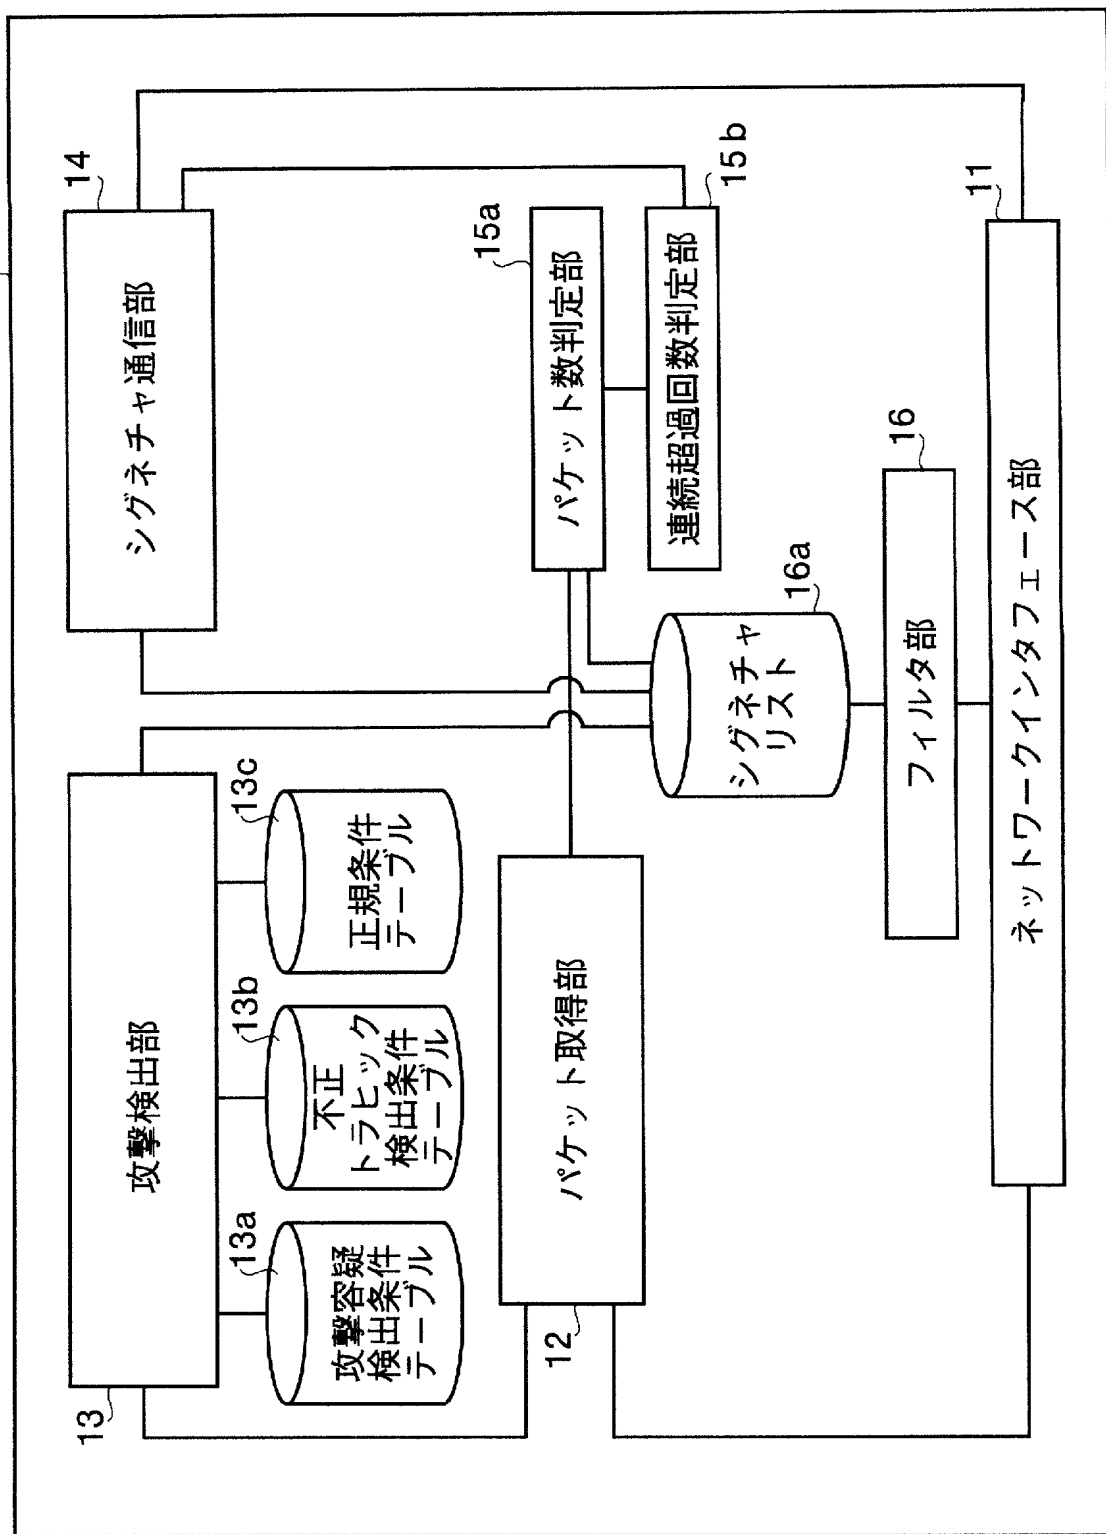 13
攻撃検出部
13a
攻撃容疑
検出条件
テーブル
13b
不正
トラヒック
検出条件
テーブル
13c
正規条件
テーブル
14
シグネチャ通信部
12
パケット取得部
15a
パケット数判定部
15b
連続超過回数判定部
16a
シグネチャ
リスト
16
フィルタ部
11
ネットワークインタフェース部